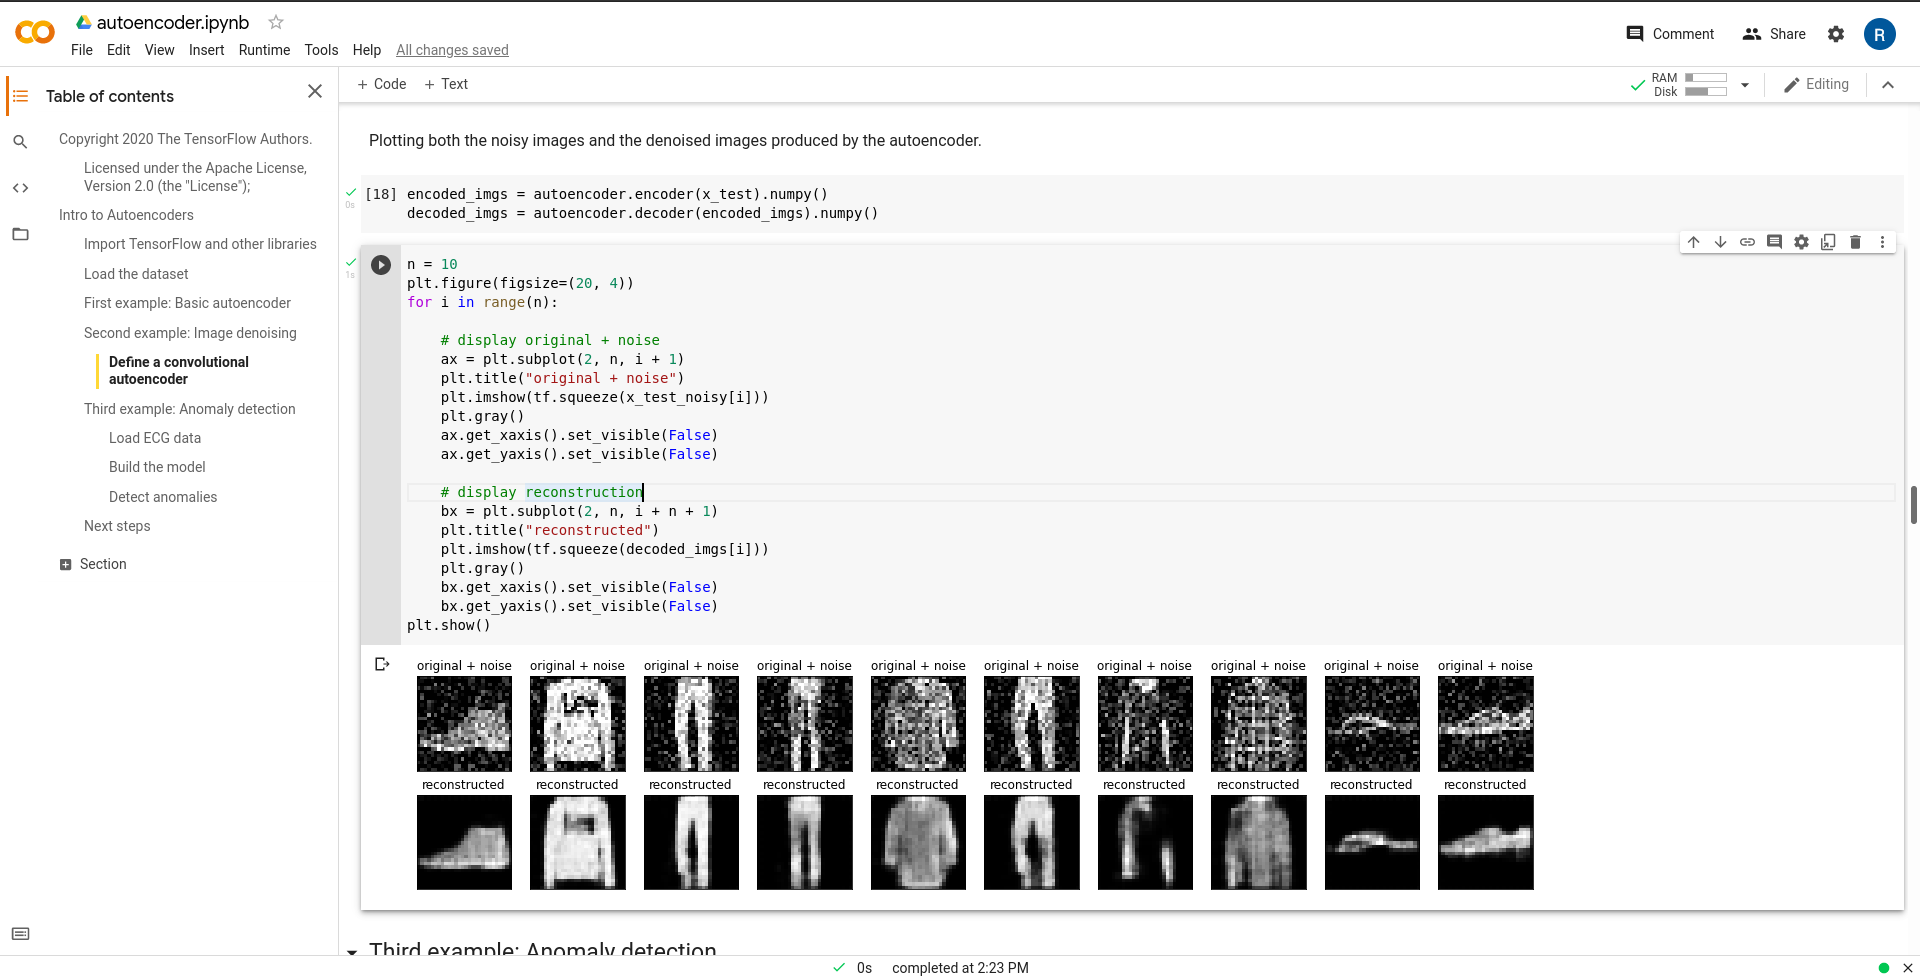 autoencoder.ipynb
File Edit View Insert Runtime Tools Help All changes saved
Comment
Share
R
Table of contents
Copyright 2020 The TensorFlow Authors.
Licensed under the Apache License,
Version 2.0 (the "License");
Intro to Autoencoders
Import TensorFlow and other libraries
Load the dataset
First example: Basic autoencoder
Second example: Image denoising
Define a convolutional
autoencoder
Third example: Anomaly detection
Load ECG data
Build the model
Detect anomalies
Next steps
Section
+ Code + Text
RAM
Disk
Editing
Plotting both the noisy images and the denoised images produced by the autoencoder.
0s
[18] encoded_imgs = autoencoder.encoder(x_test).numpy()
decoded_imgs = autoencoder.decoder(encoded_imgs).numpy()
1s
n = 10
plt.figure(figsize=(20, 4))
for i in range(n):
# display original + noise
ax = plt.subplot(2, n, i + 1)
plt.title("original + noise")
plt.imshow(tf.squeeze(x_test_noisy[i]))
plt.gray()
ax.get_xaxis().set_visible(False)
ax.get_yaxis().set_visible(False)
# display reconstruction
bx = plt.subplot(2, n, i + n + 1)
plt.title("reconstructed")
plt.imshow(tf.squeeze(decoded_imgs[i]))
plt.gray()
bx.get_xaxis().set_visible(False)
bx.get_yaxis().set_visible(False)
plt.show()
original + noise original + noise original + noise original + noise original + noise original + noise original + noise original + noise original + noise original + noise
reconstructed reconstructed reconstructed reconstructed reconstructed reconstructed reconstructed reconstructed reconstructed reconstructed
Third example: Anomaly detection
0s completed at 2:23 PM